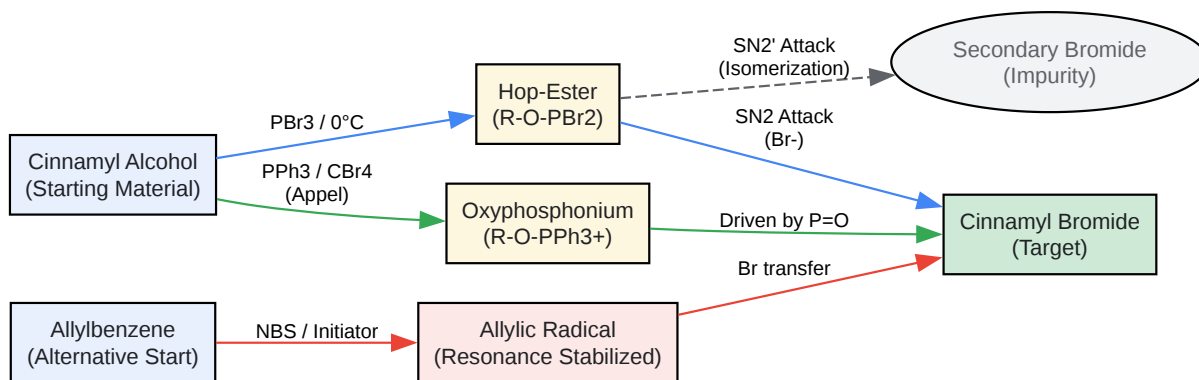 SN2' Attack
(Isomerization)
Secondary Bromide
(Impurity)
Hop-Ester
(R-O-PBr2)
PBr3 / 0°C
SN2 Attack
(Br-)
Cinnamyl Alcohol
(Starting Material)
PPh3 / CBr4
(Appel)
Oxyphosphonium
(R-O-PPh3+)
Driven by P=O
Cinnamyl Bromide
(Target)
Br transfer
Allylbenzene
(Alternative Start)
NBS / Initiator
Allylic Radical
(Resonance Stabilized)